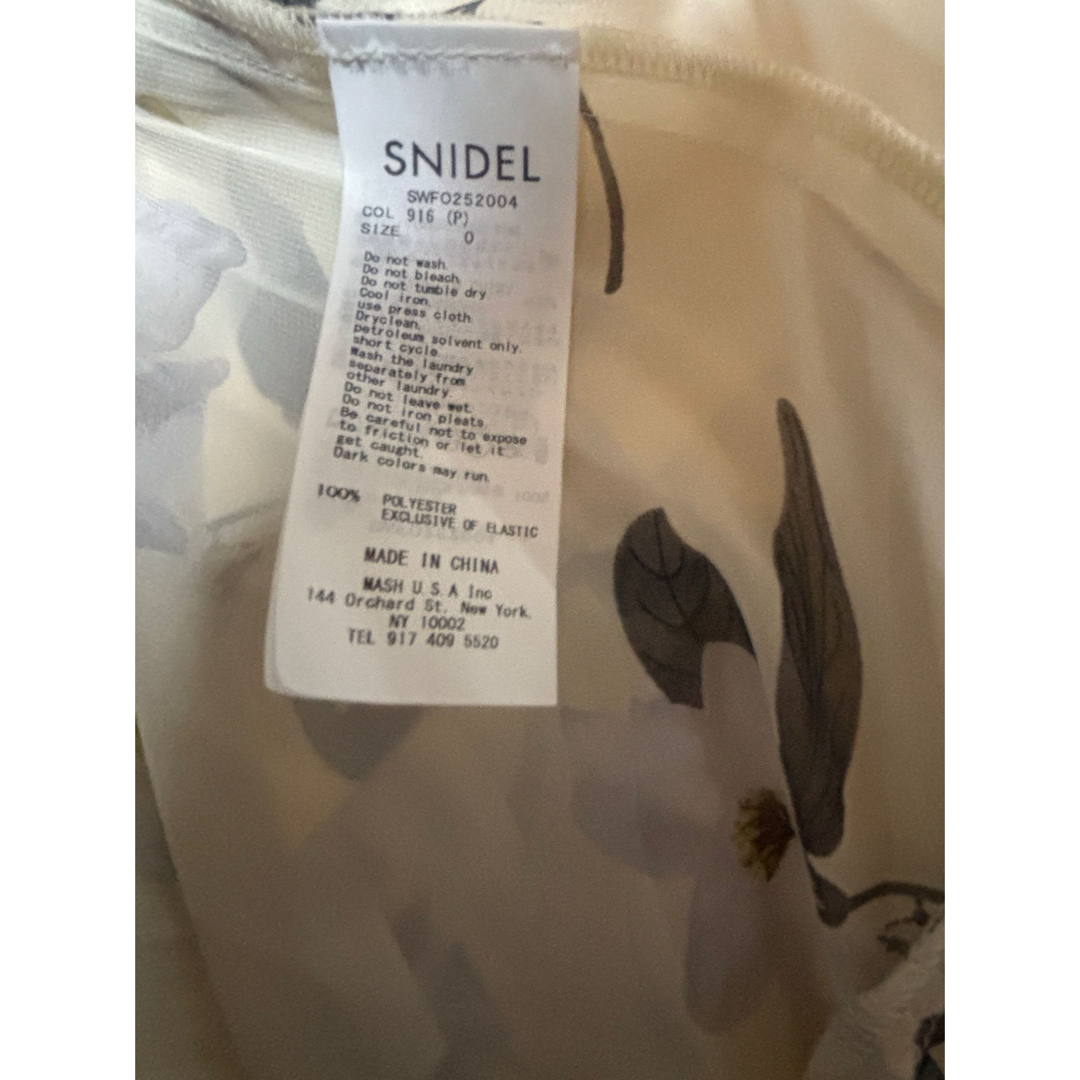 SNIDEL
SWFO252004
COL 916 (P)
SIZE 0
Do not wash.
Do not bleach.
Do not tumble dry
Cool iron.
use press cloth
Dryclean.
petroleum solvent only.
short cycle
Wash the laundry
separately from
other laundry.
Do not leave wet.
Do not iron pleats.
Be careful not to expose
to friction or let it
get caught.
Dark colors may run.
100% POLYESTER
EXCLUSIVE OF ELASTIC
MADE IN CHINA
MASH U.S.A Inc
144 Orchard St. New York.
NY 10002
TEL 917 409 5520